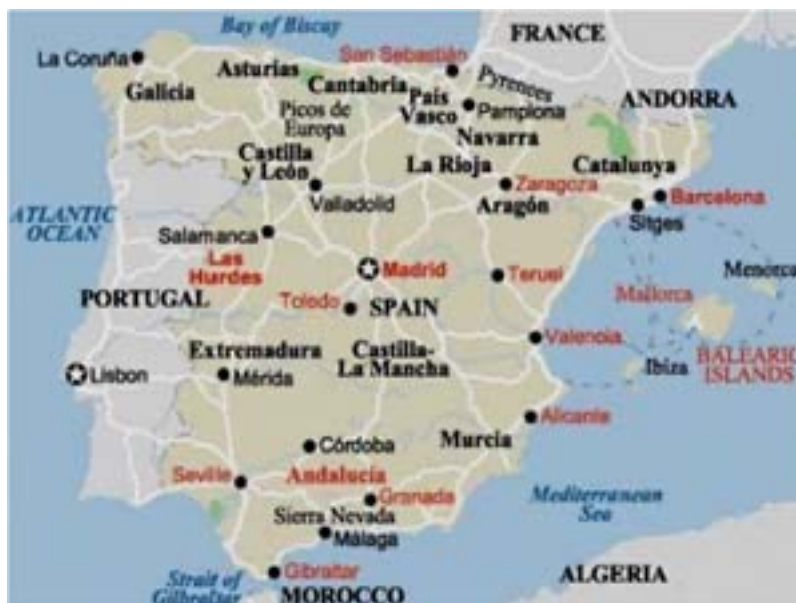 Bay of Biscay
FRANCE
La Coruña
San Sebastián
Asturias
Cantabria
Pyrenees
Galicia
País
Vasco
Pamplona
ANDORRA
Picos de
Europa
Navarra
Castilla
y León
La Rioja
Catalunya
Zaragoza
Barcelona
Valladolid
Aragón
Sitges
ATLANTIC
OCEAN
Salamanca
Las
Hurdes
Madrid
Teruel
Menorca
PORTUGAL
Toledo
SPAIN
Mallorca
Valencia
Extremadura
Castilla-
La Mancha
Ibiza
BALEARIC
ISLANDS
Lisbon
Mérida
Alicante
Córdoba
Murcia
Seville
Andalucía
Granada
Mediterranean
Sea
Sierra Nevada
Málaga
Strait of
Gibraltar
Gibraltar
MOROCCO
ALGERIA